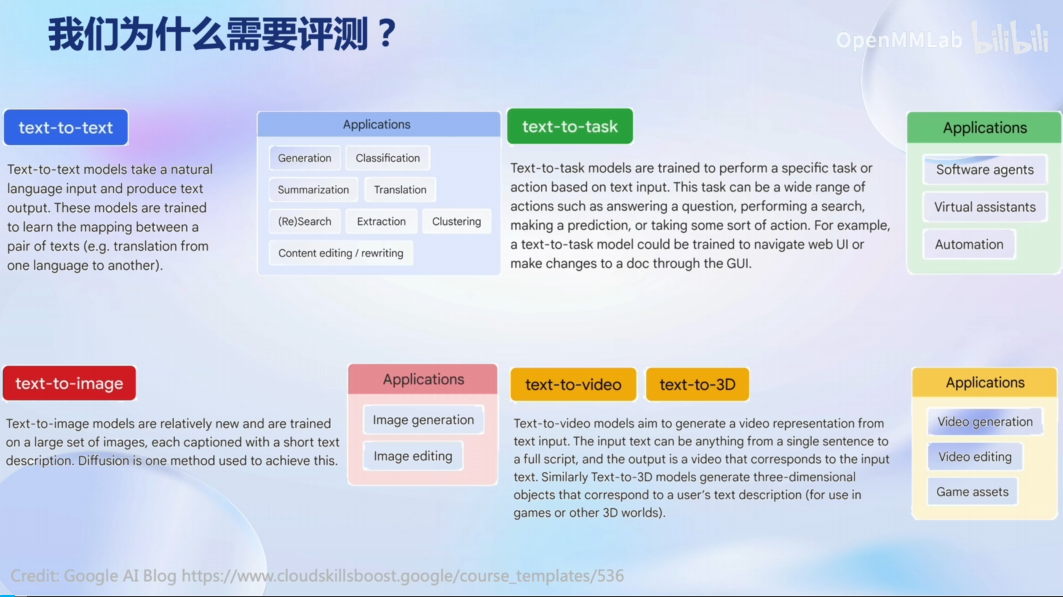 我们为什么需要评测？
OpenMMLab bilibili
text-to-text
Text-to-text models take a natural
language input and produce text
output. These models are trained
to learn the mapping between a
pair of texts (e.g. translation from
one language to another).
Applications
Generation Classification
Summarization Translation
(Re)Search Extraction Clustering
Content editing / rewriting
text-to-task
Text-to-task models are trained to perform a specific task or
action based on text input. This task can be a wide range of
actions such as answering a question, performing a search,
making a prediction, or taking some sort of action. For example,
a text-to-task model could be trained to navigate web UI or
make changes to a doc through the GUI.
Applications
Software agents
Virtual assistants
Automation
text-to-image
Text-to-image models are relatively new and are trained
on a large set of images, each captioned with a short text
description. Diffusion is one method used to achieve this.
Applications
Image generation
Image editing
text-to-video text-to-3D
Text-to-video models aim to generate a video representation from
text input. The input text can be anything from a single sentence to
a full script, and the output is a video that corresponds to the input
text. Similarly Text-to-3D models generate three-dimensional
objects that correspond to a user's text description (for use in
games or other 3D worlds).
Applications
Video generation
Video editing
Game assets
Credit: Google AI Blog https://www.cloudskillsboost.google/course_templates/536